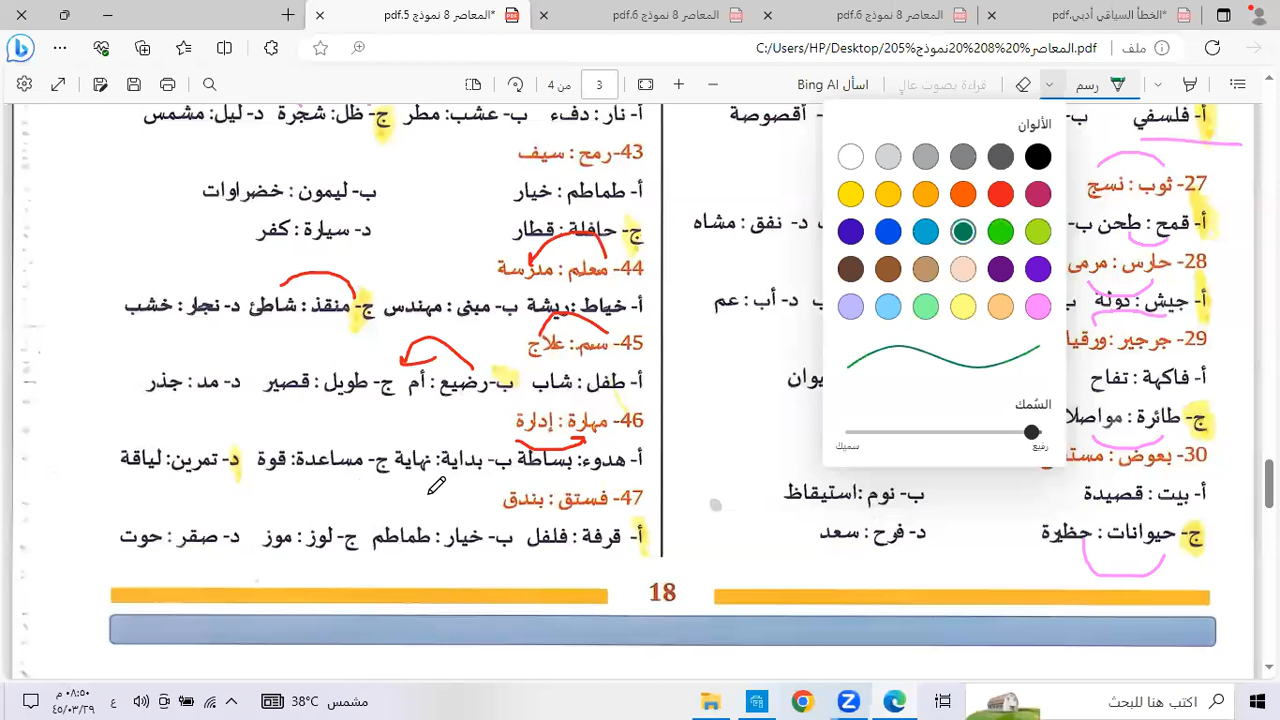 المعاصر 8 نموذج 5.pdf*
المعاصر 8 نموذج 6.pdf
المعاصر 8 نموذج 6.pdf
الخطأ السياقي أدبي.pdf*
ملف
C:/Users/HP/Desktop/المعاصر%208%20نموذج%205.pdf
رسم
قراءة بصوت عال
اسأل Bing AI
3
من 4
أ- فلسفي
ب-
أقصوصة
27- ثوب : نسج
أ- قمح : طحن ب-
د- نفق : مشاه
28- حارس : مرمى
أ- جيش : دولة
د- أب : عم
29- جرجير : ورقيا
أ- فاكهة : تفاح
ج- طائرة : مواصلا
30- بعوض :
أ- بيت : قصيدة
ب- نوم : استيقاظ
ج- حيوانات : حظيرة
د- فرح : سعد
أ- نار : دفء ب- عشب: مطر ج- ظل: شجرة د- ليل: مشمس
43- رمح : سيف
أ- طماطم : خيار ب- ليمون : خضراوات
ج- حافلة : قطار د- سيارة : كفر
44- معلم : مدرسة
أ- خياط : ريشة ب- مبنى : مهندس ج- منقذ : شاطئ د- نجار : خشب
45- سم : علاج
أ- طفل : شاب ب- رضيع : أم ج- طويل : قصير د- مد : جذر
46- مهارة : إدارة
أ- هدوء: بساطة ب- بداية: نهاية ج- مساعدة: قوة د- تمرين: لياقة
47- فستق : بندق
أ- قرفة : فلفل ب- خيار : طماطم ج- لوز : موز د- صقر : حوت
18
الألوان
السُمك
رفيع
سميك
اكتب هنا للبحث
38°C مشمس
ع
٠٨:٥٠ م